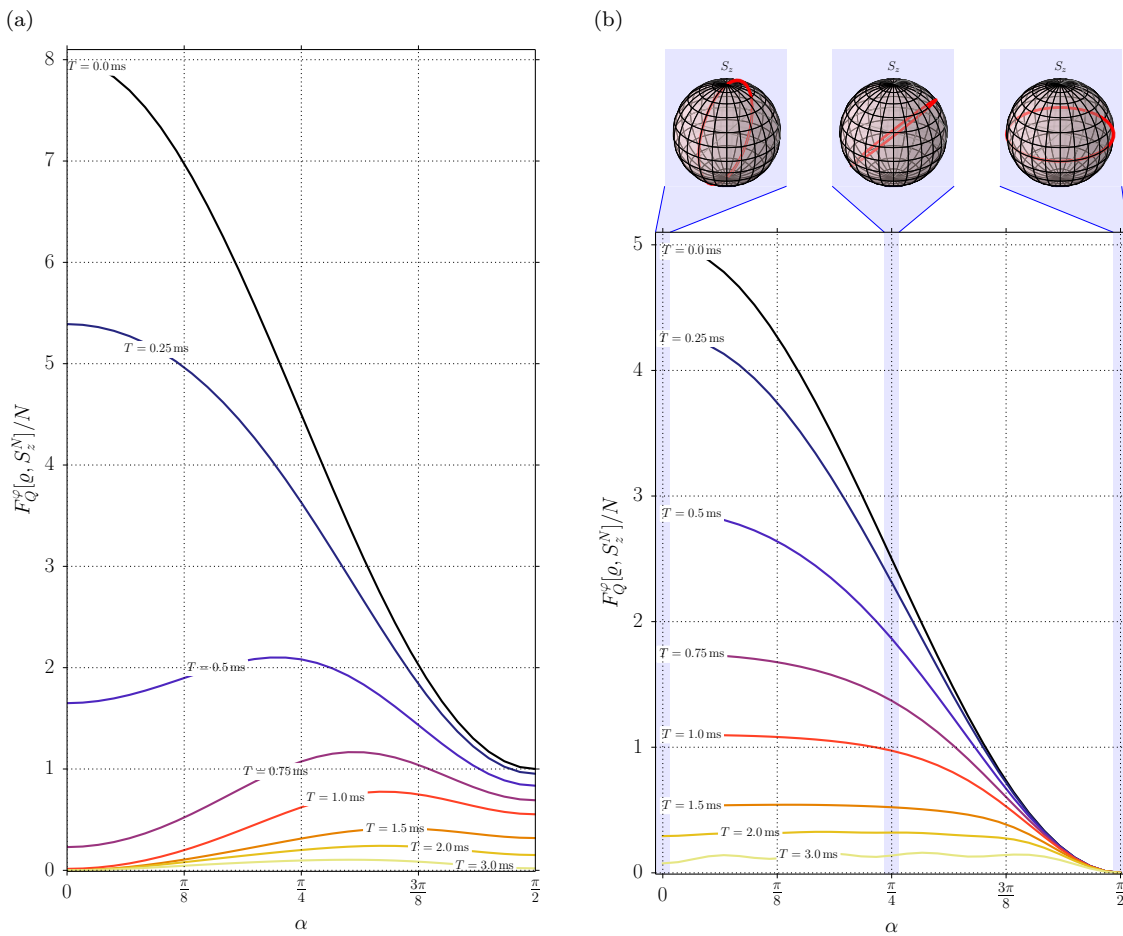 (a)
(b)
S_z
S_z
S_z
F_Q^φ[ϱ, S_z^N]/N
8
7
6
5
4
3
2
1
0
T = 0.0 ms
T = 0.25 ms
T = 0.5 ms
T = 0.75 ms
T = 1.0 ms
T = 1.5 ms
T = 2.0 ms
T = 3.0 ms
0
π/8
π/4
3π/8
π/2
α
F_Q^φ[ϱ, S_z^N]/N
5
4
3
2
1
0
T = 0.0 ms
T = 0.25 ms
T = 0.5 ms
T = 0.75 ms
T = 1.0 ms
T = 1.5 ms
T = 2.0 ms
T = 3.0 ms
0
π/8
π/4
3π/8
π/2
α